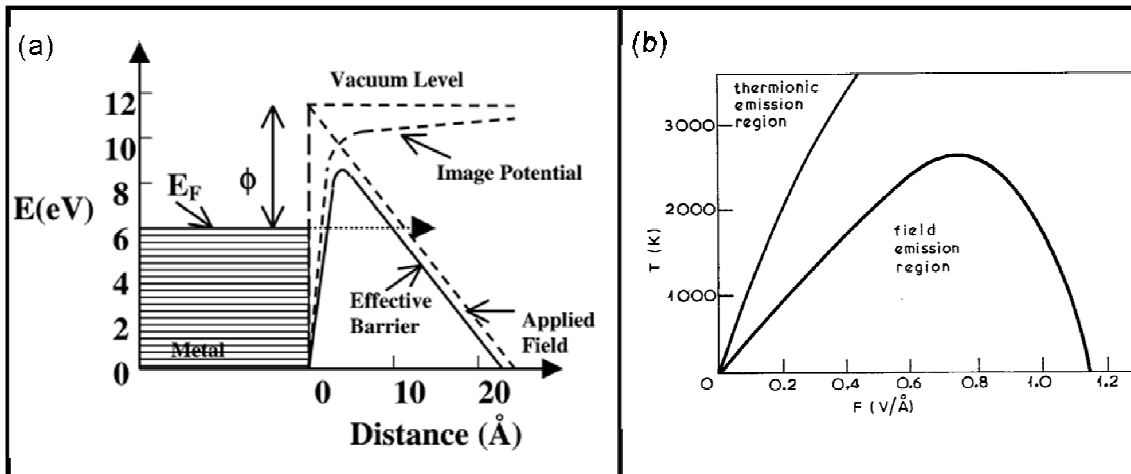 (a)
Vacuum Level
12
10
8
6
4
2
0
E(eV)
E_F
ϕ
Image Potential
Effective
Barrier
Applied
Field
Metal
0
10
20
Distance (Å)
(b)
thermionic
emission
region
field
emission
region
3000
2000
1000
0
T (K)
0.2
0.4
0.6
0.8
1.0
1.2
F (V/Å)